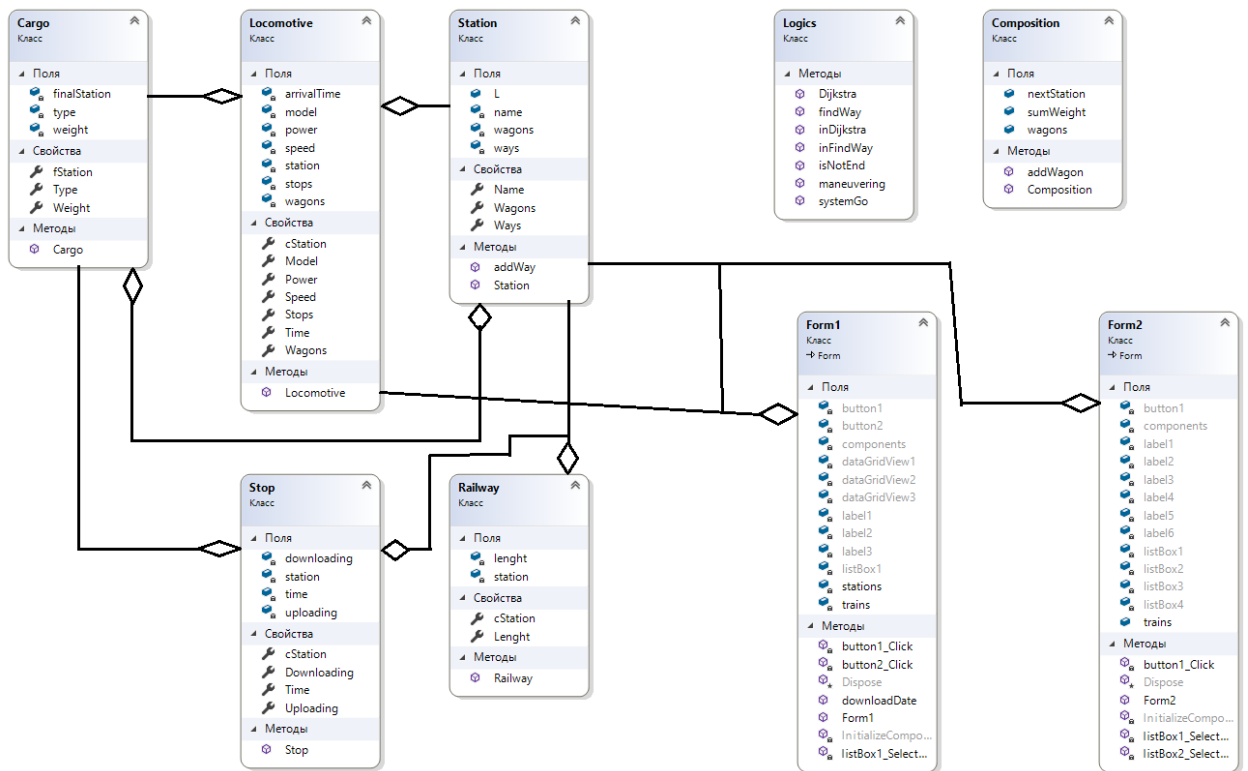 Cargo
Класс
Поля
finalStation
type
weight
Свойства
fStation
Type
Weight
Методы
Cargo
Locomotive
Класс
Поля
arrivalTime
model
power
speed
station
stops
wagons
Свойства
cStation
Model
Power
Speed
Stops
Time
Wagons
Методы
Locomotive
Station
Класс
Поля
L
name
wagons
ways
Свойства
Name
Wagons
Ways
Методы
addWay
Station
Logics
Класс
Методы
Dijkstra
findWay
inDijkstra
inFindWay
isNotEnd
maneuvering
systemGo
Composition
Класс
Поля
nextStation
sumWeight
wagons
Методы
addWagon
Composition
Stop
Класс
Поля
downloading
station
time
uploading
Свойства
cStation
Downloading
Time
Uploading
Методы
Stop
Railway
Класс
Поля
lenght
station
Свойства
cStation
Lenght
Методы
Railway
Form1
Класс
Form
Поля
button1
button2
components
dataGridView1
dataGridView2
dataGridView3
label1
label2
label3
listBox1
stations
trains
Методы
button1_Click
button2_Click
Dispose
downloadDate
Form1
InitializeCompo...
listBox1_Select...
Form2
Класс
Form
Поля
button1
components
label1
label2
label3
label4
label5
label6
listBox1
listBox2
listBox3
listBox4
trains
Методы
button1_Click
Dispose
Form2
InitializeCompo...
listBox1_Select...
listBox2_Select...